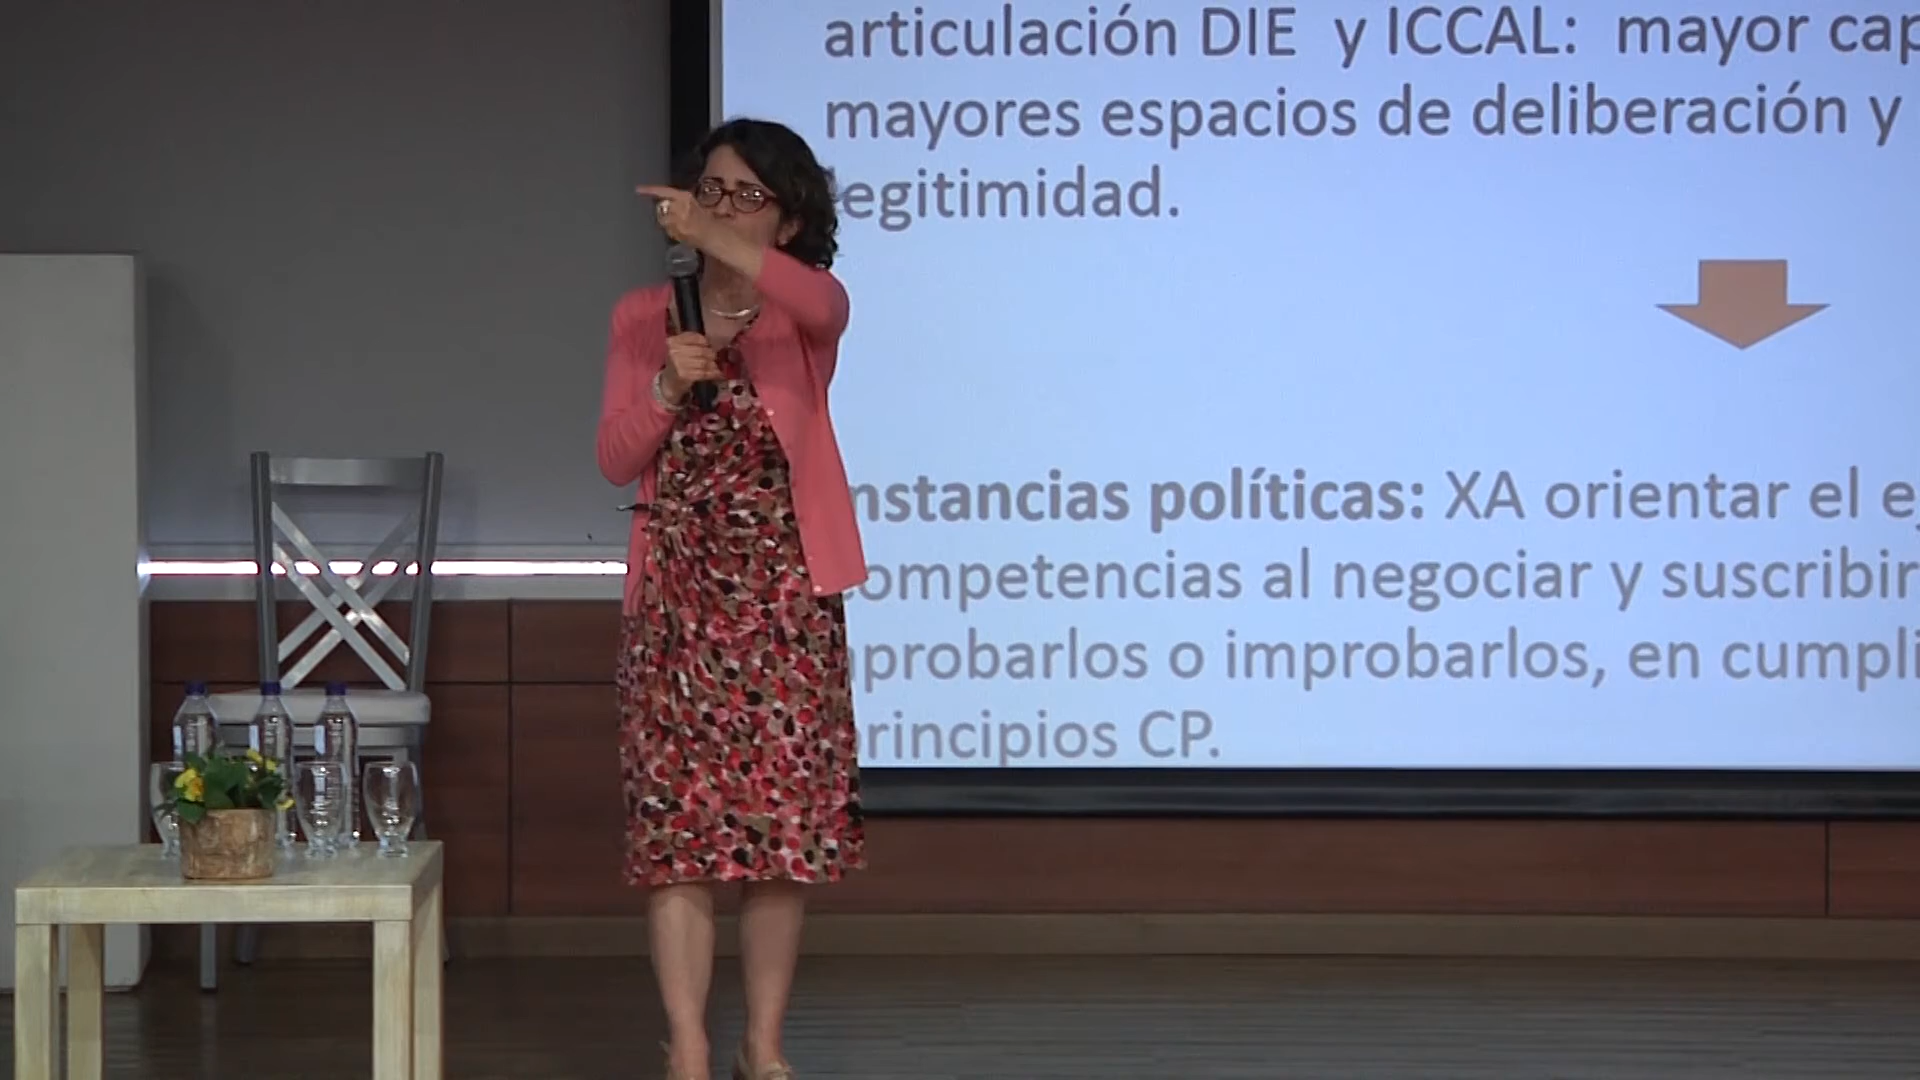 articulación DIE y ICCAL: mayor cap
mayores espacios de deliberación y
egitimidad.
nstancias políticas: XA orientar el ej
ompetencias al negociar y suscribir
probarlos o improbarlos, en cumpli
rincipios CP.